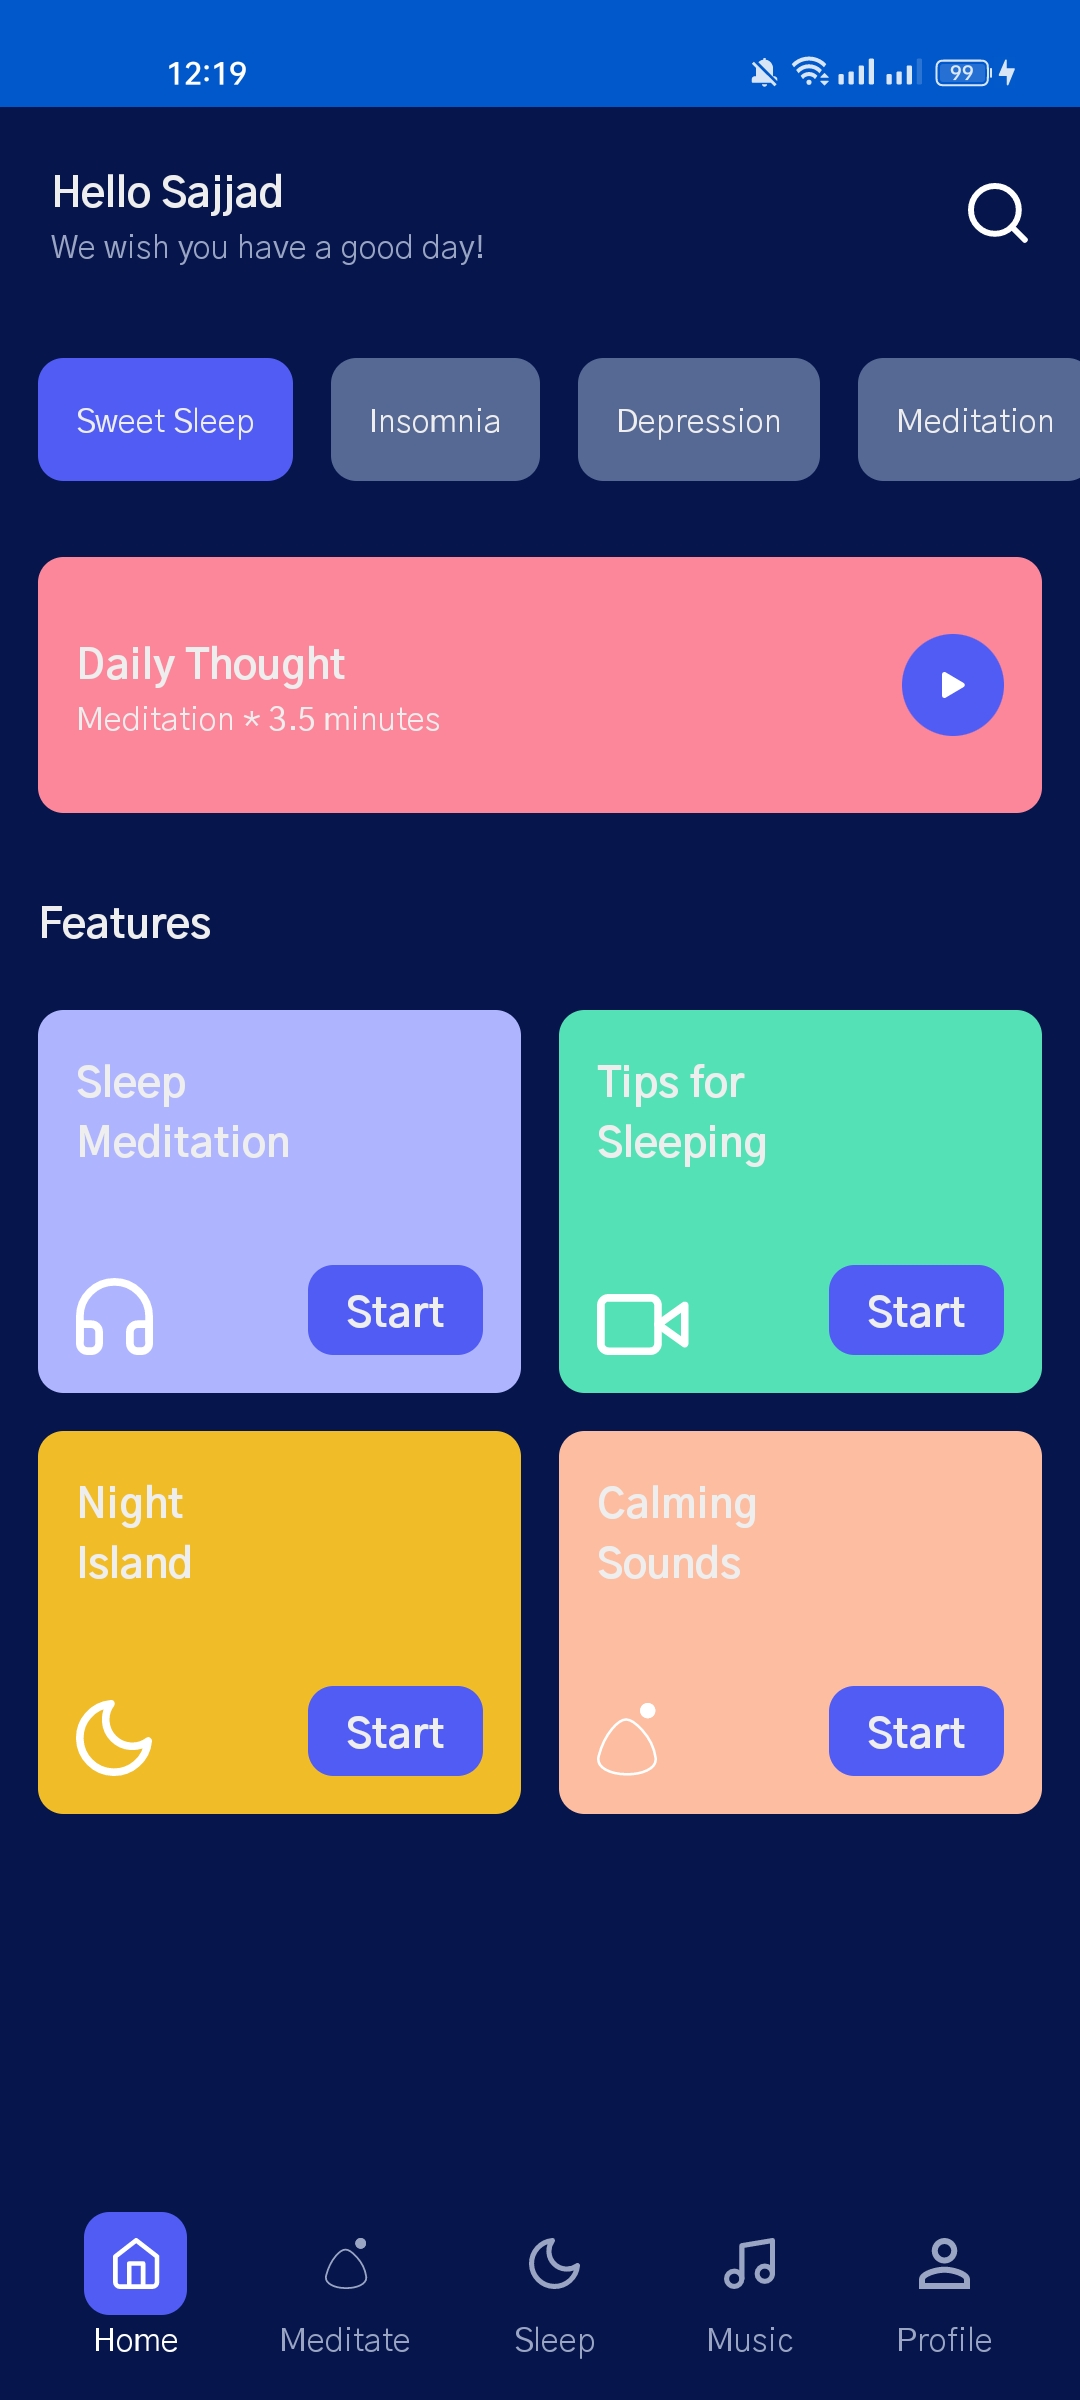 12:19
99
Hello Sajjad
We wish you have a good day!
Sweet Sleep
Insomnia
Depression
Meditation
Daily Thought
Meditation * 3.5 minutes
Features
Sleep
Meditation
Start
Tips for
Sleeping
Start
Night
Island
Start
Calming
Sounds
Start
Home
Meditate
Sleep
Music
Profile